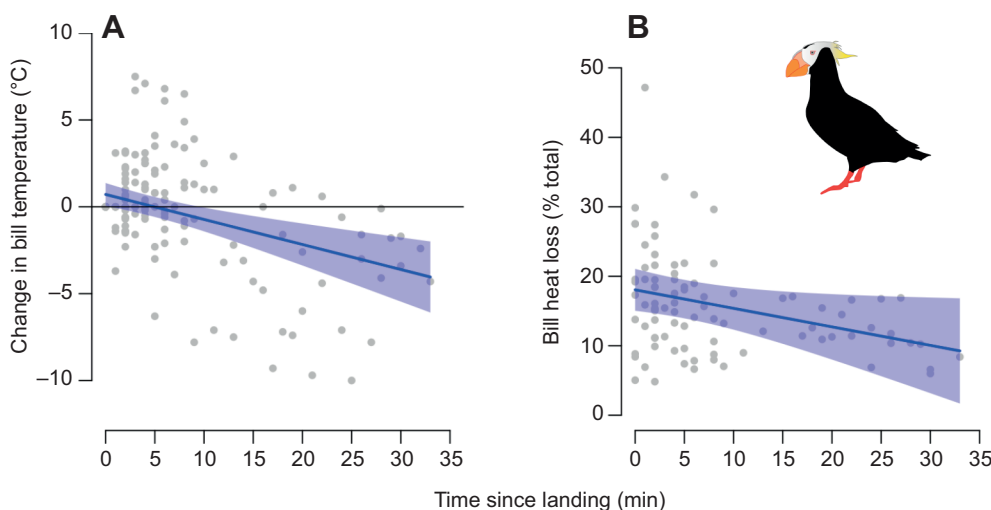 A
Change in bill temperature (°C)
10
5
0
–5
–10
0 5 10 15 20 25 30 35
B
Bill heat loss (% total)
50
40
30
20
10
0
0 5 10 15 20 25 30 35
Time since landing (min)